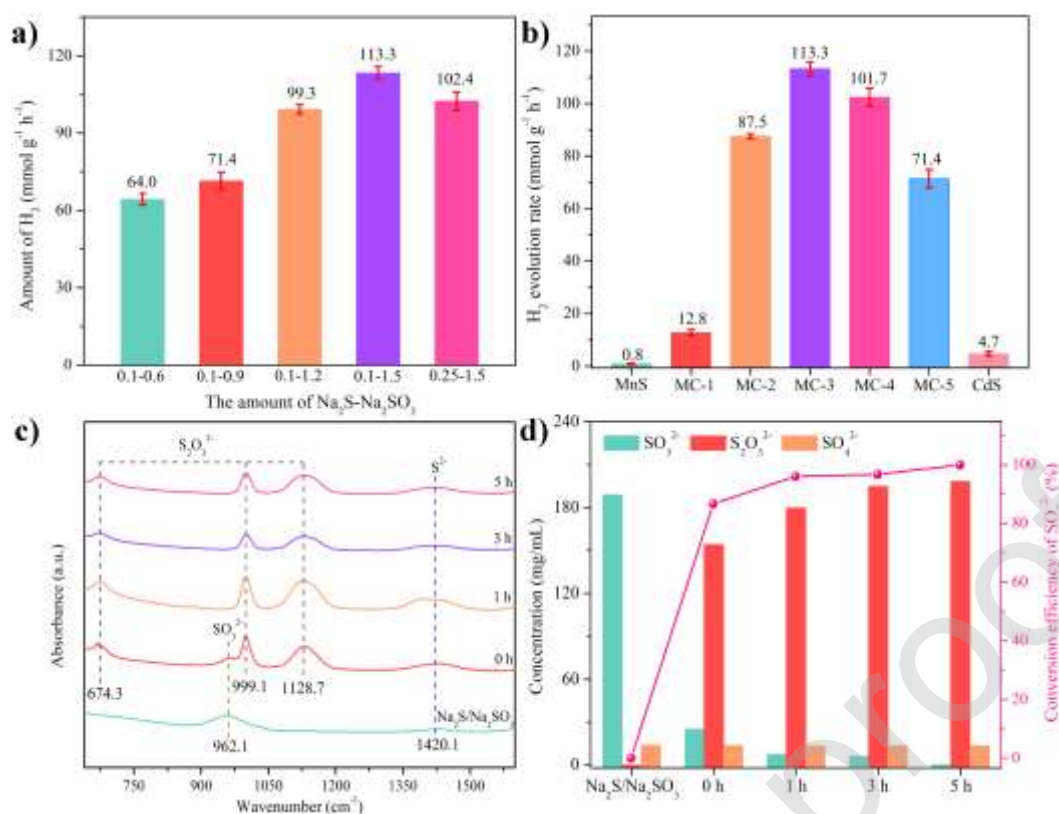 a)
Amount of H₂ (mmol g⁻¹ h⁻¹)
120
90
60
30
0
64.0
71.4
99.3
113.3
102.4
0.1-0.6 0.1-0.9 0.1-1.2 0.1-1.5 0.25-1.5
The amount of Na₂S-Na₂SO₃
b)
H₂ evolution rate (mmol g⁻¹ h⁻¹)
120
100
80
60
40
20
0
0.8
12.8
87.5
113.3
101.7
71.4
4.7
MnS MC-1 MC-2 MC-3 MC-4 MC-5 CdS
c)
Absorbance (a.u.)
S₂O₃²⁻
S²⁻
5 h
3 h
1 h
SO₃²⁻
0 h
674.3
999.1
1128.7
Na₂S/Na₂SO₃
962.1
1420.1
750 900 1050 1200 1350 1500
Wavenumber (cm⁻¹)
d)
SO₃²⁻ S₂O₃²⁻ SO₄²⁻
Concentration (mg/mL)
240
180
120
60
0
Conversion efficiency of SO₃²⁻ (%)
100
80
60
40
20
0
Na₂S/Na₂SO₃ 0 h 1 h 3 h 5 h
proof